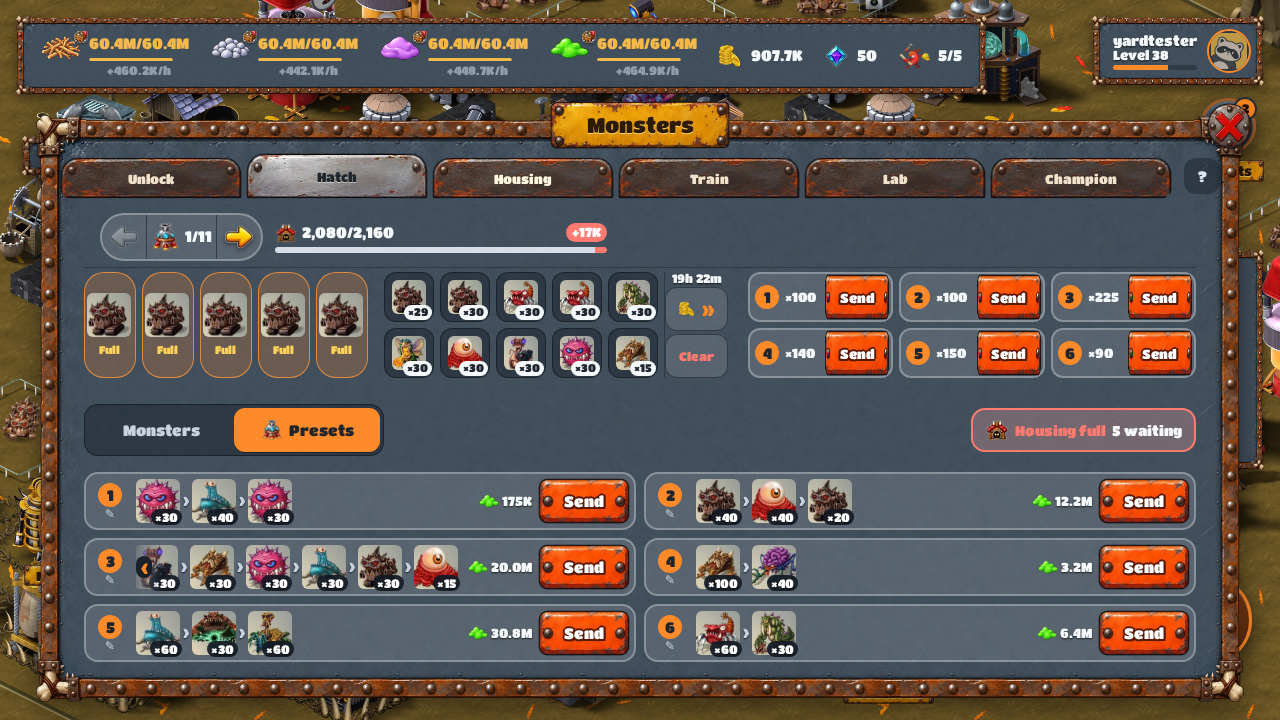 60.4M/60.4M
+460.2K/h
60.4M/60.4M
+442.1K/h
60.4M/60.4M
+448.7K/h
60.4M/60.4M
+464.9K/h
907.7K
50
5/5
yardtester
Level 38
Monsters
Unlock
Hatch
Housing
Train
Lab
Champion
?
1/11
2,080/2,160
+17K
Full
Full
Full
Full
Full
×29
×30
×30
×30
×30
×30
×30
×30
×30
×15
19h 22m
Clear
1 ×100 Send
2 ×100 Send
3 ×225 Send
4 ×140 Send
5 ×150 Send
6 ×90 Send
Monsters
Presets
Housing full 5 waiting
1 ×30 ×40 ×30 175K Send
2 ×40 ×40 ×20 12.2M Send
3 ×30 ×30 ×30 ×30 ×30 ×15 20.0M Send
4 ×100 ×40 3.2M Send
5 ×60 ×30 ×60 30.8M Send
6 ×60 ×30 6.4M Send